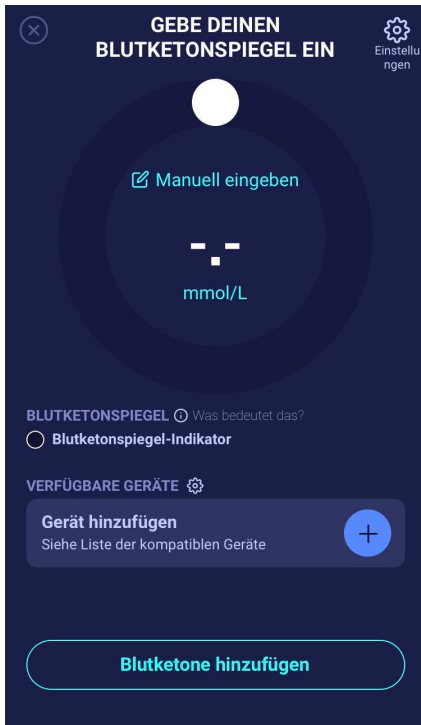 GEBE DEINEN
BLUTKETONSPIEGEL EIN
Einstellu
ngen
Manuell eingeben
-.-
mmol/L
BLUTKETONSPIEGEL Was bedeutet das?
Blutketonspiegel-Indikator
VERFÜGBARE GERÄTE
Gerät hinzufügen
Siehe Liste der kompatiblen Geräte
Blutketone hinzufügen